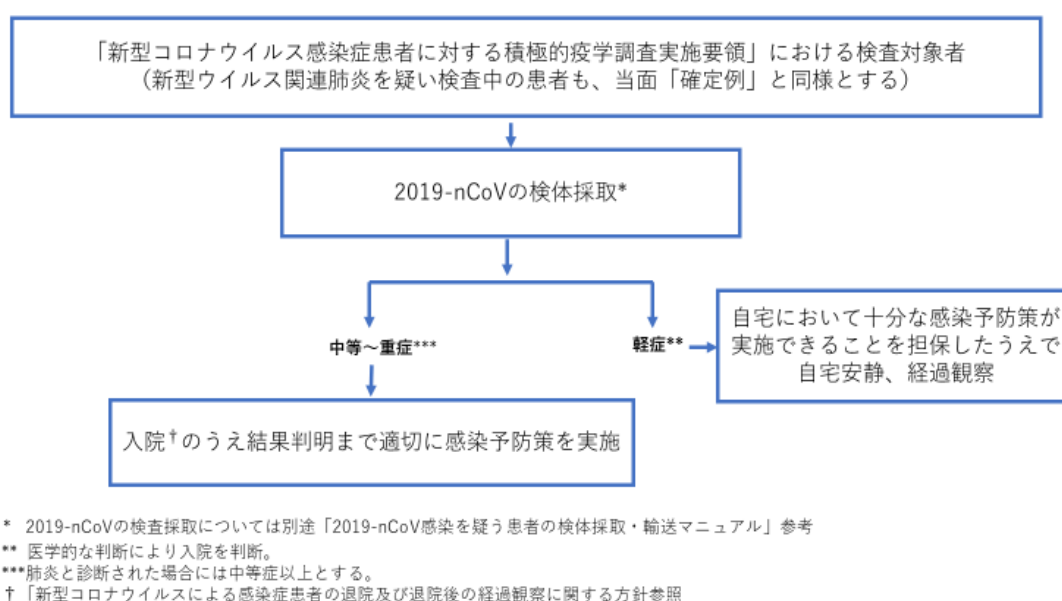 「新型コロナウイルス感染症患者に対する積極的疫学調査実施要領」における検査対象者
（新型ウイルス関連肺炎を疑い検査中の患者も、当面「確定例」と同様とする）
2019-nCoVの検体採取*
中等～重症***
軽症**
自宅において十分な感染予防策が
実施できることを担保したうえで
自宅安静、経過観察
入院†のうえ結果判明まで適切に感染予防策を実施
* 2019-nCoVの検査採取については別途「2019-nCoV感染を疑う患者の検体採取・輸送マニュアル」参考
** 医学的な判断により入院を判断。
***肺炎と診断された場合には中等症以上とする。
†「新型コロナウイルスによる感染症患者の退院及び退院後の経過観察に関する方針参照